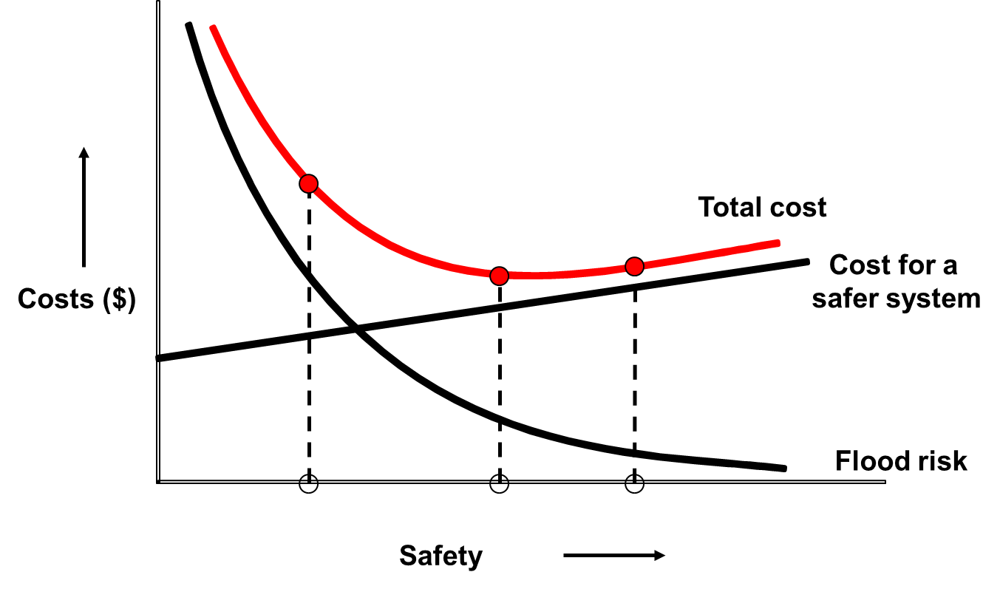 Total cost
Cost for a
safer system
Costs ($)
Flood risk
Safety